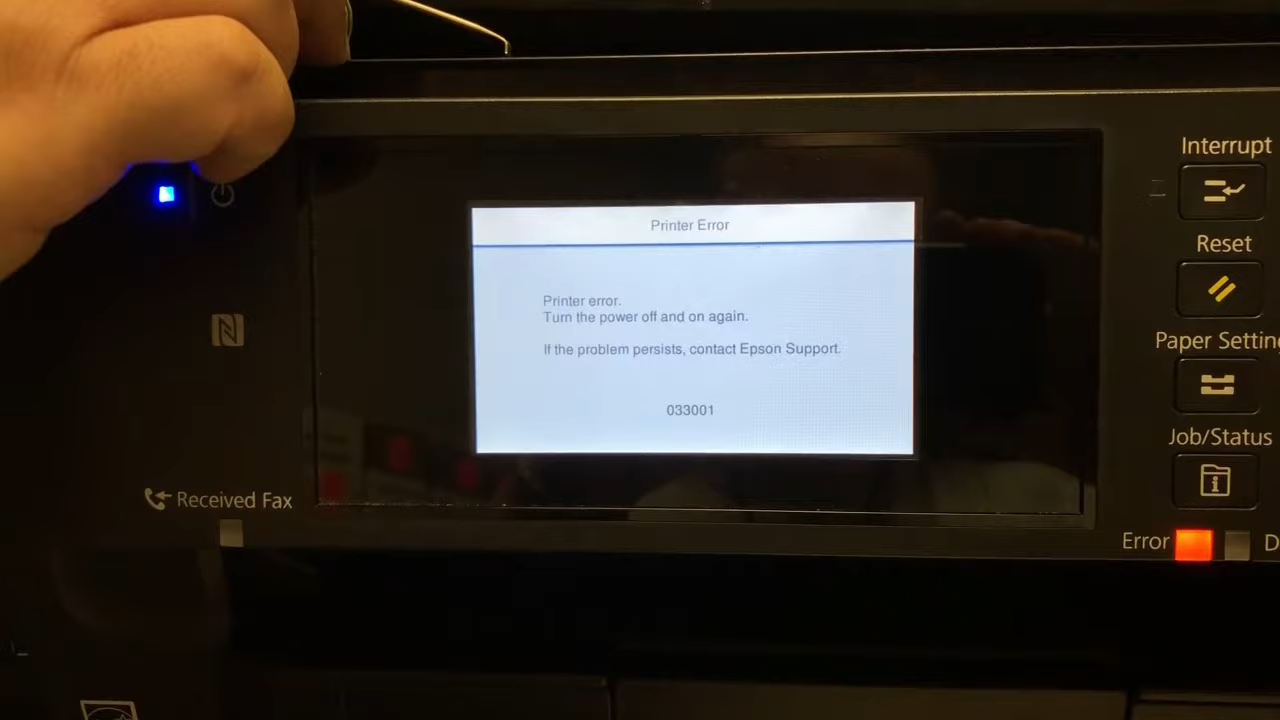 Printer Error
Printer error.
Turn the power off and on again.
If the problem persists, contact Epson Support.
033001
Interrupt
Reset
Paper Settin
Job/Status
Received Fax
Error
D